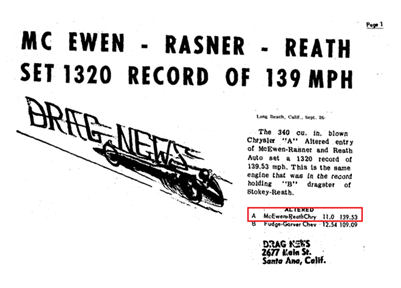 Page 1
MC EWEN - RASNER - REATH
SET 1320 RECORD OF 139 MPH
DRAG NEWS
Long Beach, Calif., Sept. 26-
The 340 cu. in. blown
Chrysler "A" Altered entry
of McEwen-Rasner and Reath
Auto set a 1320 record of
139.53 mph. This is the same
engine that was in the record
holding "B" dragster of
Stokey-Reath.
ALTERED
A McEwen-ReathChry 11.0 139.53
B Fudge-Garver Chev 12.54 109.09
DRAG NEWS
2677 Main St.
Santa Ana, Calif.